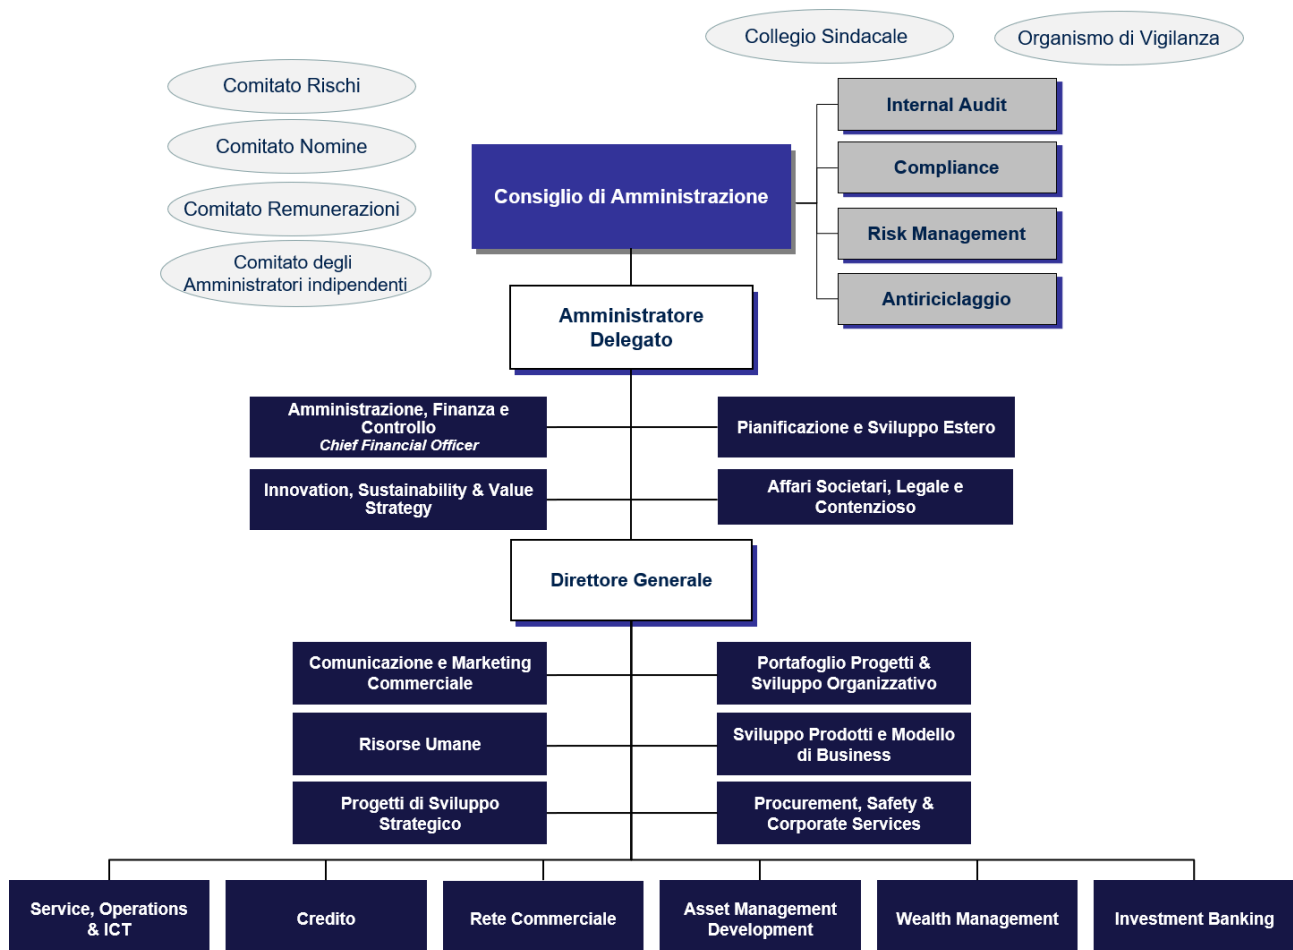 Collegio Sindacale
Organismo di Vigilanza
Comitato Rischi
Comitato Nomine
Comitato Remunerazioni
Comitato degli
Amministratori indipendenti
Consiglio di Amministrazione
Internal Audit
Compliance
Risk Management
Antiriciclaggio
Amministratore
Delegato
Amministrazione, Finanza e
Controllo
Chief Financial Officer
Pianificazione e Sviluppo Estero
Innovation, Sustainability & Value
Strategy
Affari Societari, Legale e
Contenzioso
Direttore Generale
Comunicazione e Marketing
Commerciale
Portafoglio Progetti &
Sviluppo Organizzativo
Risorse Umane
Sviluppo Prodotti e Modello
di Business
Progetti di Sviluppo
Strategico
Procurement, Safety &
Corporate Services
Service, Operations
& ICT
Credito
Rete Commerciale
Asset Management
Development
Wealth Management
Investment Banking